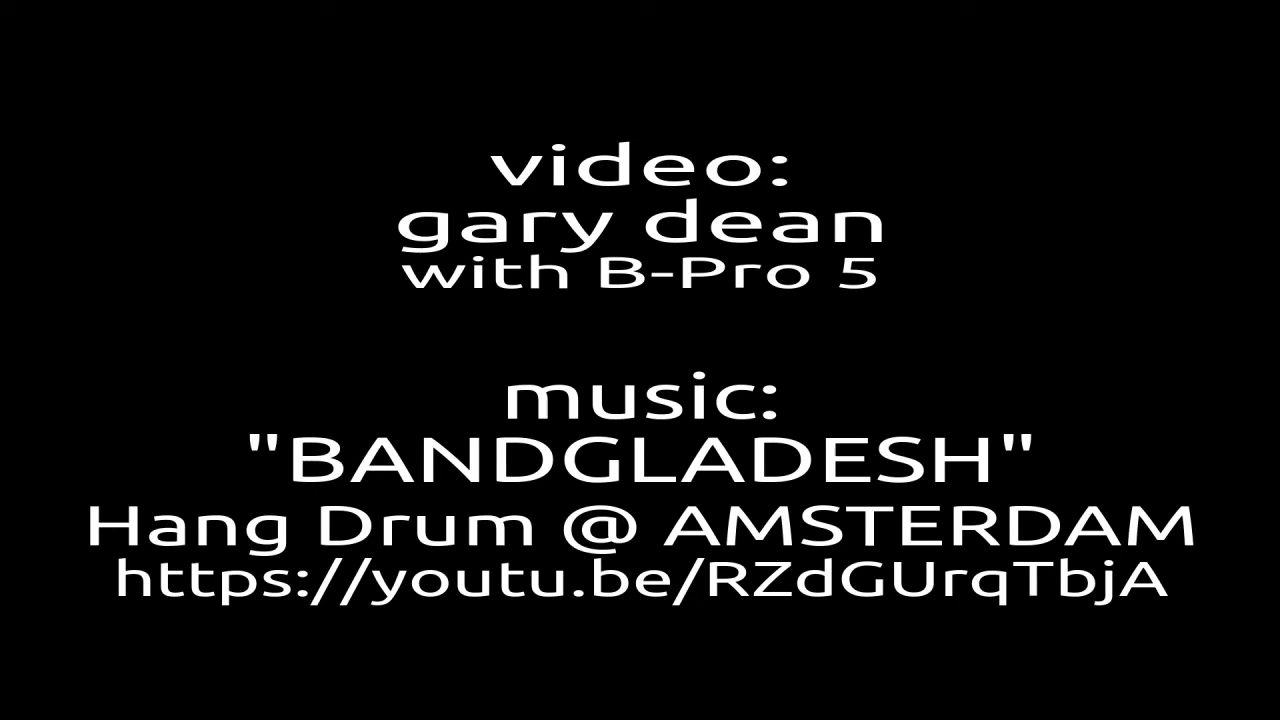 video:
gary dean
with B-Pro 5
music:
"BANDGLADESH"
Hang Drum @ AMSTERDAM
https://youtu.be/RZdGUrqTbjA